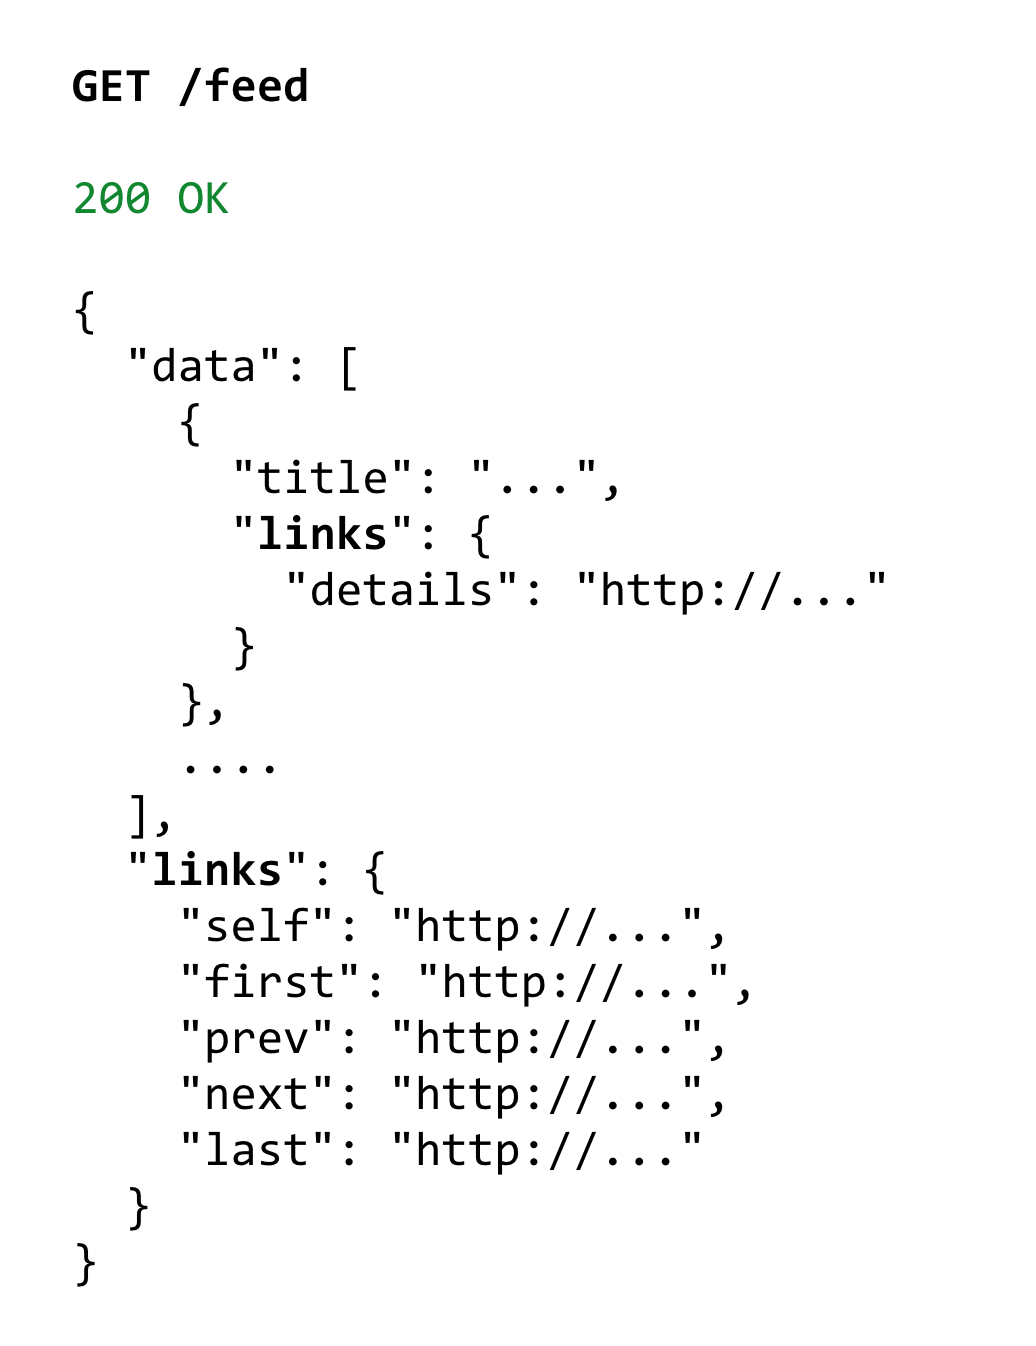 GET /feed
200 OK
{
  "data": [
    {
      "title": "...",
      "links": {
        "details": "http://..."
      }
    },
    ....
  ],
  "links": {
    "self": "http://...",
    "first": "http://...",
    "prev": "http://...",
    "next": "http://...",
    "last": "http://..."
  }
}